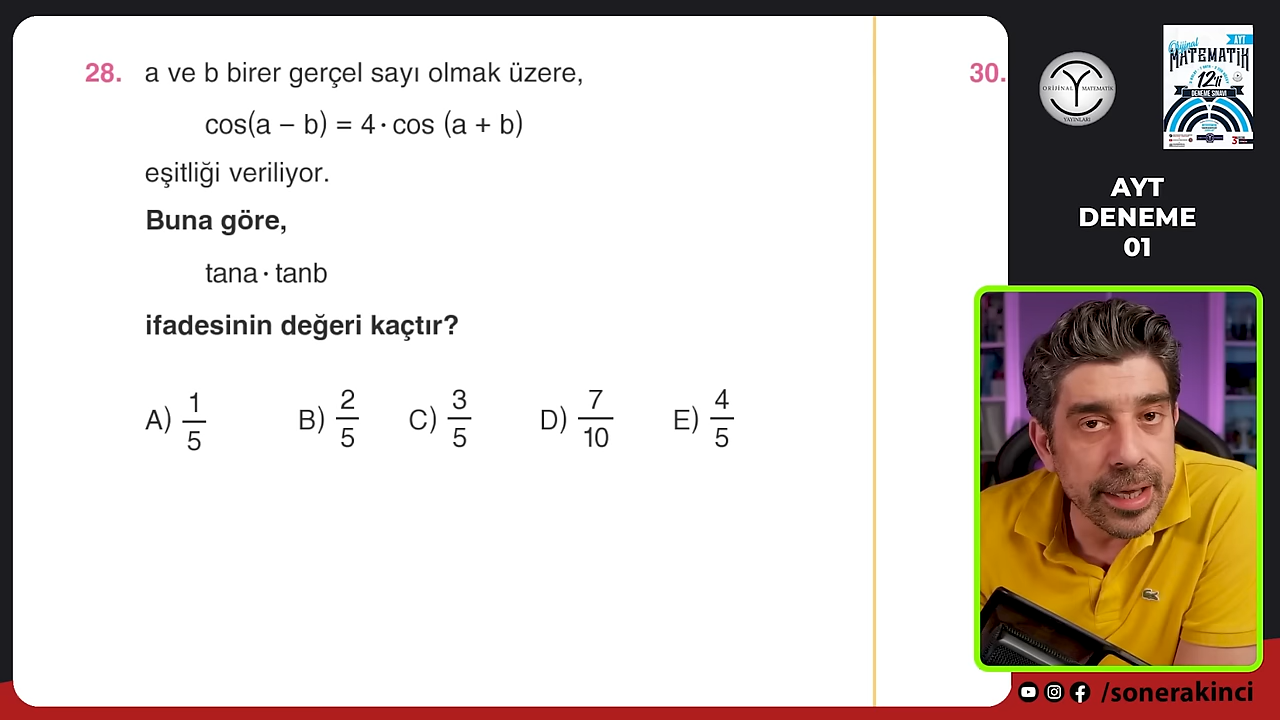 28. a ve b birer gerçel sayı olmak üzere,
cos(a − b) = 4·cos (a + b)
eşitliği veriliyor.
Buna göre,
tana·tanb
ifadesinin değeri kaçtır?
A) 1/5 B) 2/5 C) 3/5 D) 7/10 E) 4/5
30.
ORİJİNAL MATEMATİK
YAYINLARI
AYT
Orijinal
MATEMATİK
12'li
DENEME SINAVI
AYT
DENEME
01
/sonerakinci